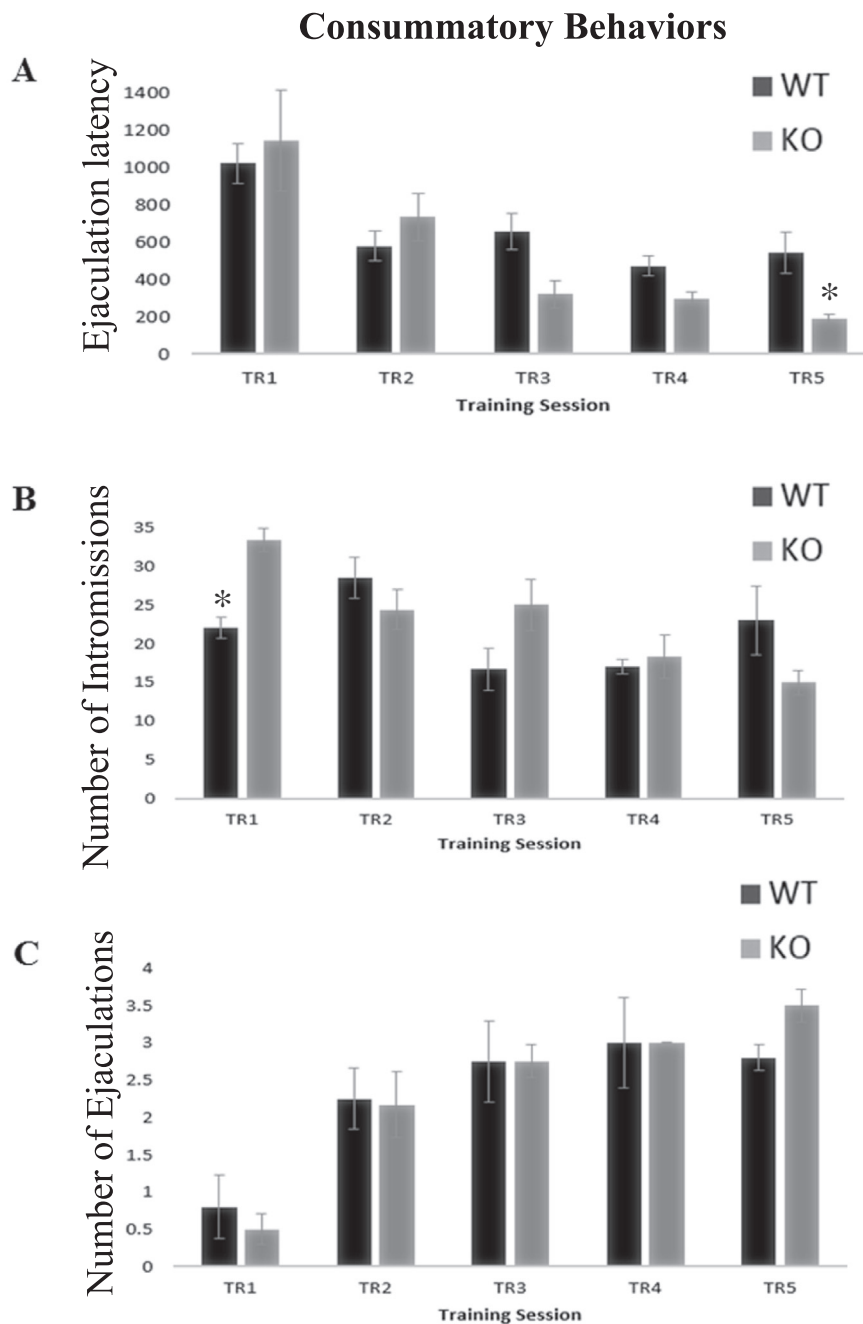 Consummatory Behaviors
A
Ejaculation latency
1400
1200
1000
800
600
400
200
0
WT
KO
*
TR1 TR2 TR3 TR4 TR5
Training Session
B
Number of Intromissions
35
30
25
20
15
10
5
0
WT
KO
*
TR1 TR2 TR3 TR4 TR5
Training Session
C
Number of Ejaculations
4
3.5
3
2.5
2
1.5
1
0.5
0
WT
KO
TR1 TR2 TR3 TR4 TR5
Training Session